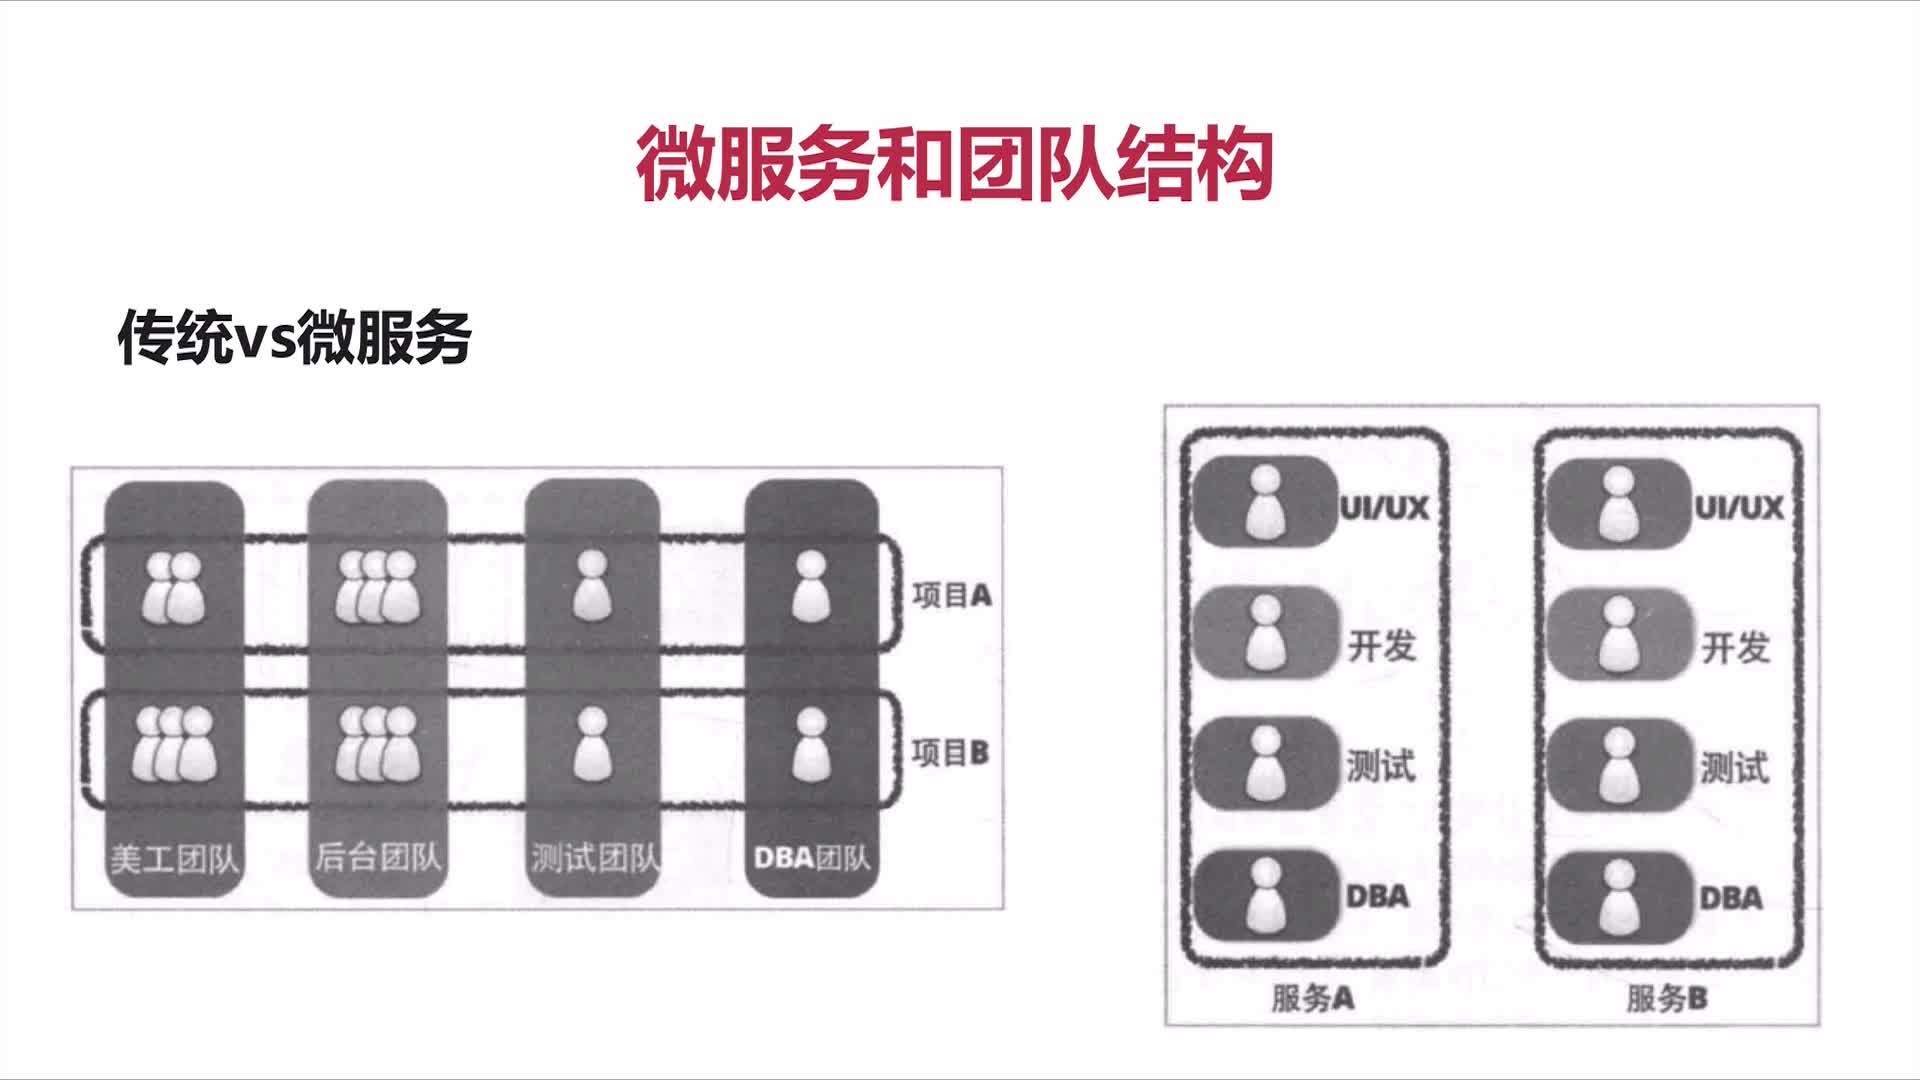 微服务和团队结构
传统vs微服务
项目A
项目B
美工团队
后台团队
测试团队
DBA团队
UI/UX
开发
测试
DBA
服务A
UI/UX
开发
测试
DBA
服务B